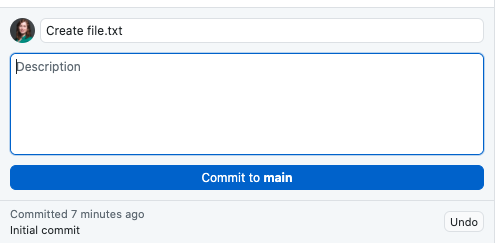 Create file.txt
Description
Commit to main
Committed 7 minutes ago
Initial commit
Undo